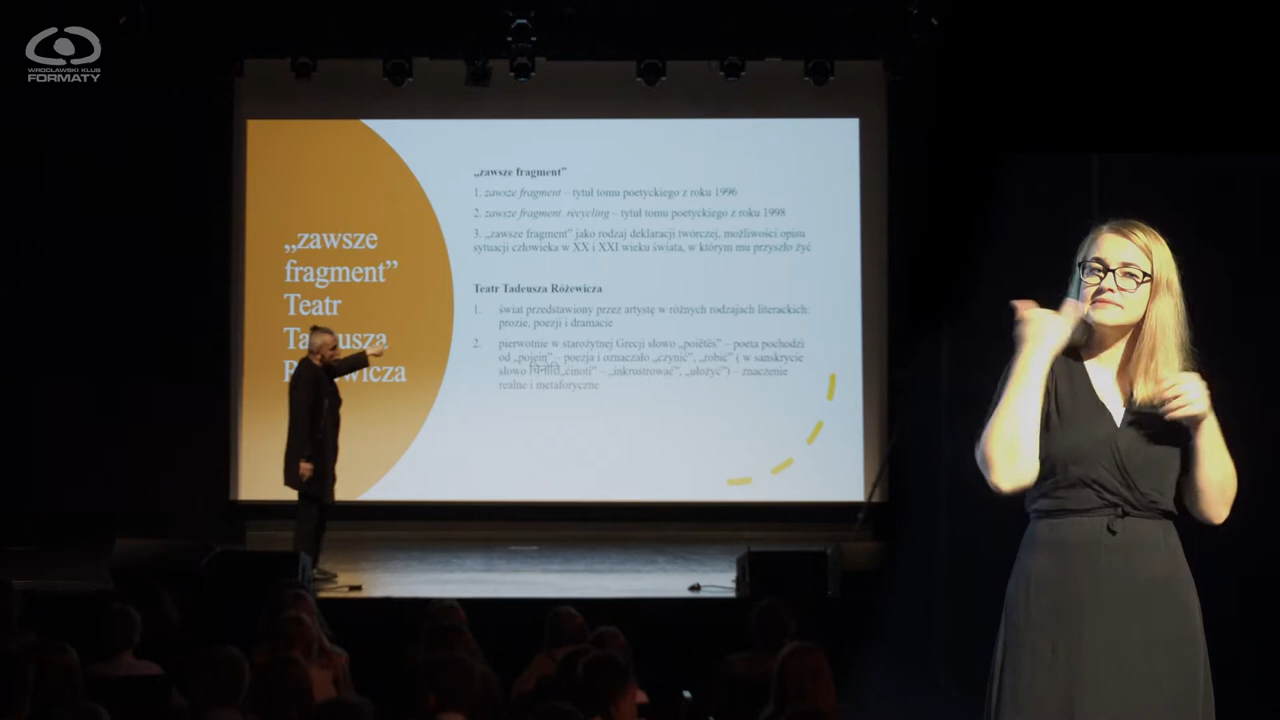 WROCŁAWSKI KLUB
FORMATY
„zawsze
fragment”
Teatr
Tadeusza
Różewicza
„zawsze fragment”
1. zawsze fragment – tytuł tomu poetyckiego z roku 1996
2. zawsze fragment. recycling – tytuł tomu poetyckiego z roku 1998
3. „zawsze fragment” jako rodzaj deklaracji twórczej, możliwości opisu
sytuacji człowieka w XX i XXI wieku świata, w którym mu przyszło żyć
Teatr Tadeusza Różewicza
1. świat przedstawiony przez artystę w różnych rodzajach literackich:
prozie, poezji i dramacie
2. pierwotnie w starożytnej Grecji słowo „poiētēs” – poeta pochodzi
od „pojein” – poezja i oznaczało „czynić”, „robić” ( w sanskrycie
słowo चिनोति „činoti” – „inkrustrować”, „ułożyć”) – znaczenie
realne i metaforyczne